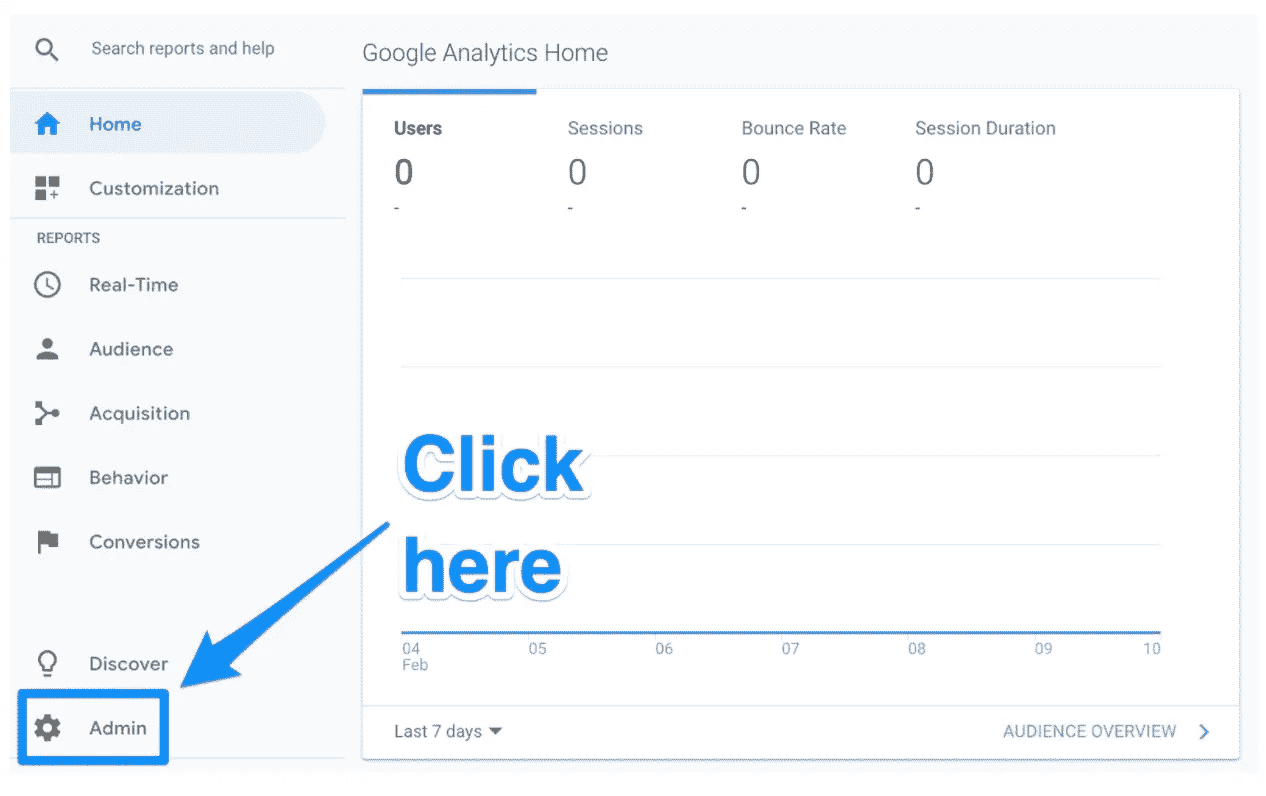 Search reports and help
Google Analytics Home
Home
Customization
REPORTS
Real-Time
Audience
Acquisition
Behavior
Conversions
Discover
Admin
Users Sessions Bounce Rate Session Duration
0 0 0 0
- - - -
Click
here
04 05 06 07 08 09 10
Feb
Last 7 days AUDIENCE OVERVIEW